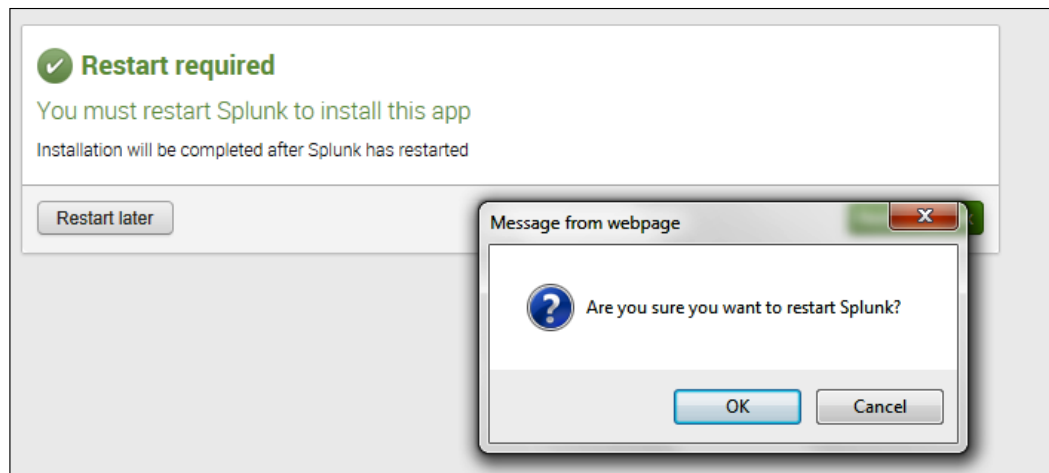 Restart required
You must restart Splunk to install this app
Installation will be completed after Splunk has restarted
Restart later
Message from webpage
Are you sure you want to restart Splunk?
OK
Cancel